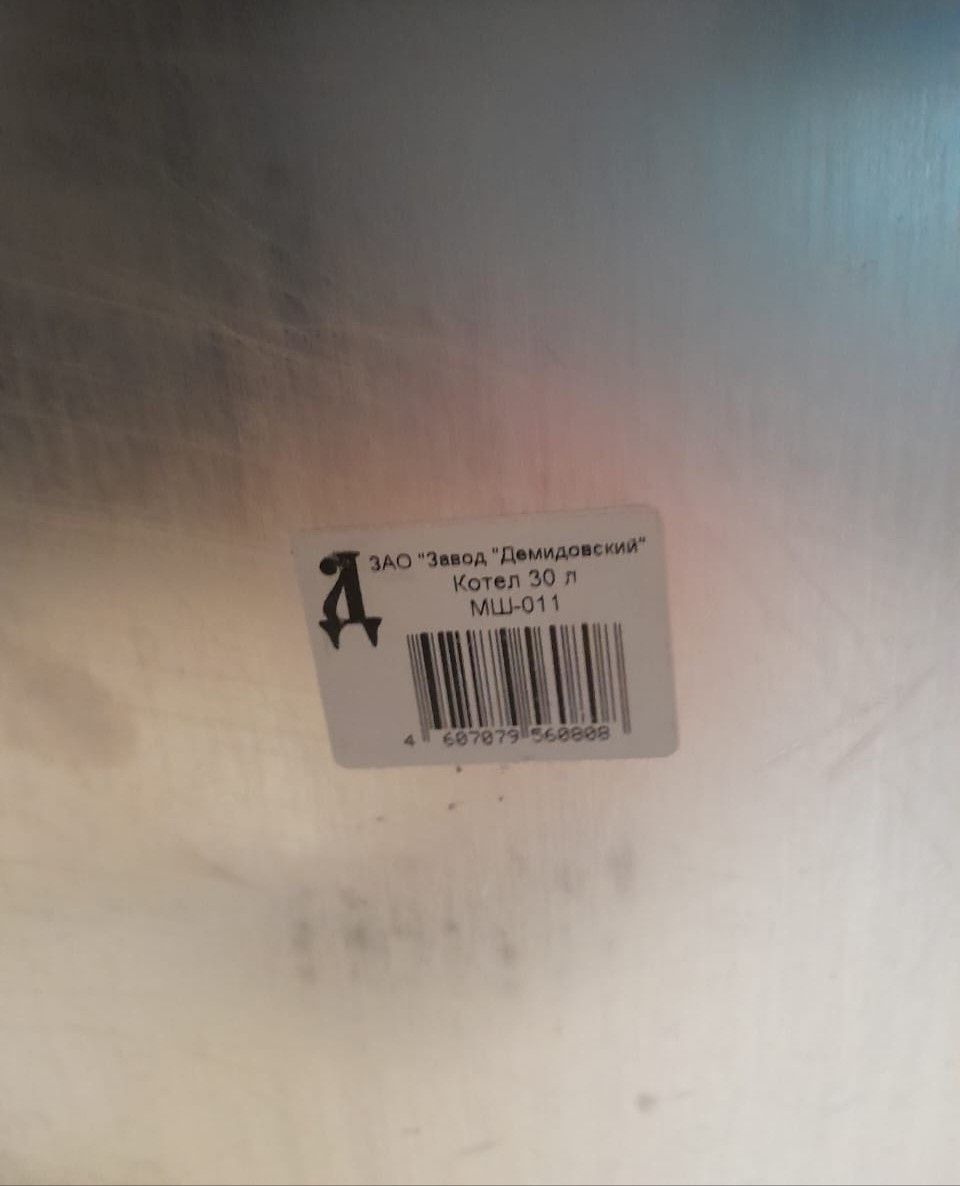 Д
ЗАО "Завод "Демидовский"
Котел 30 л
МШ-011
4 607079 560808